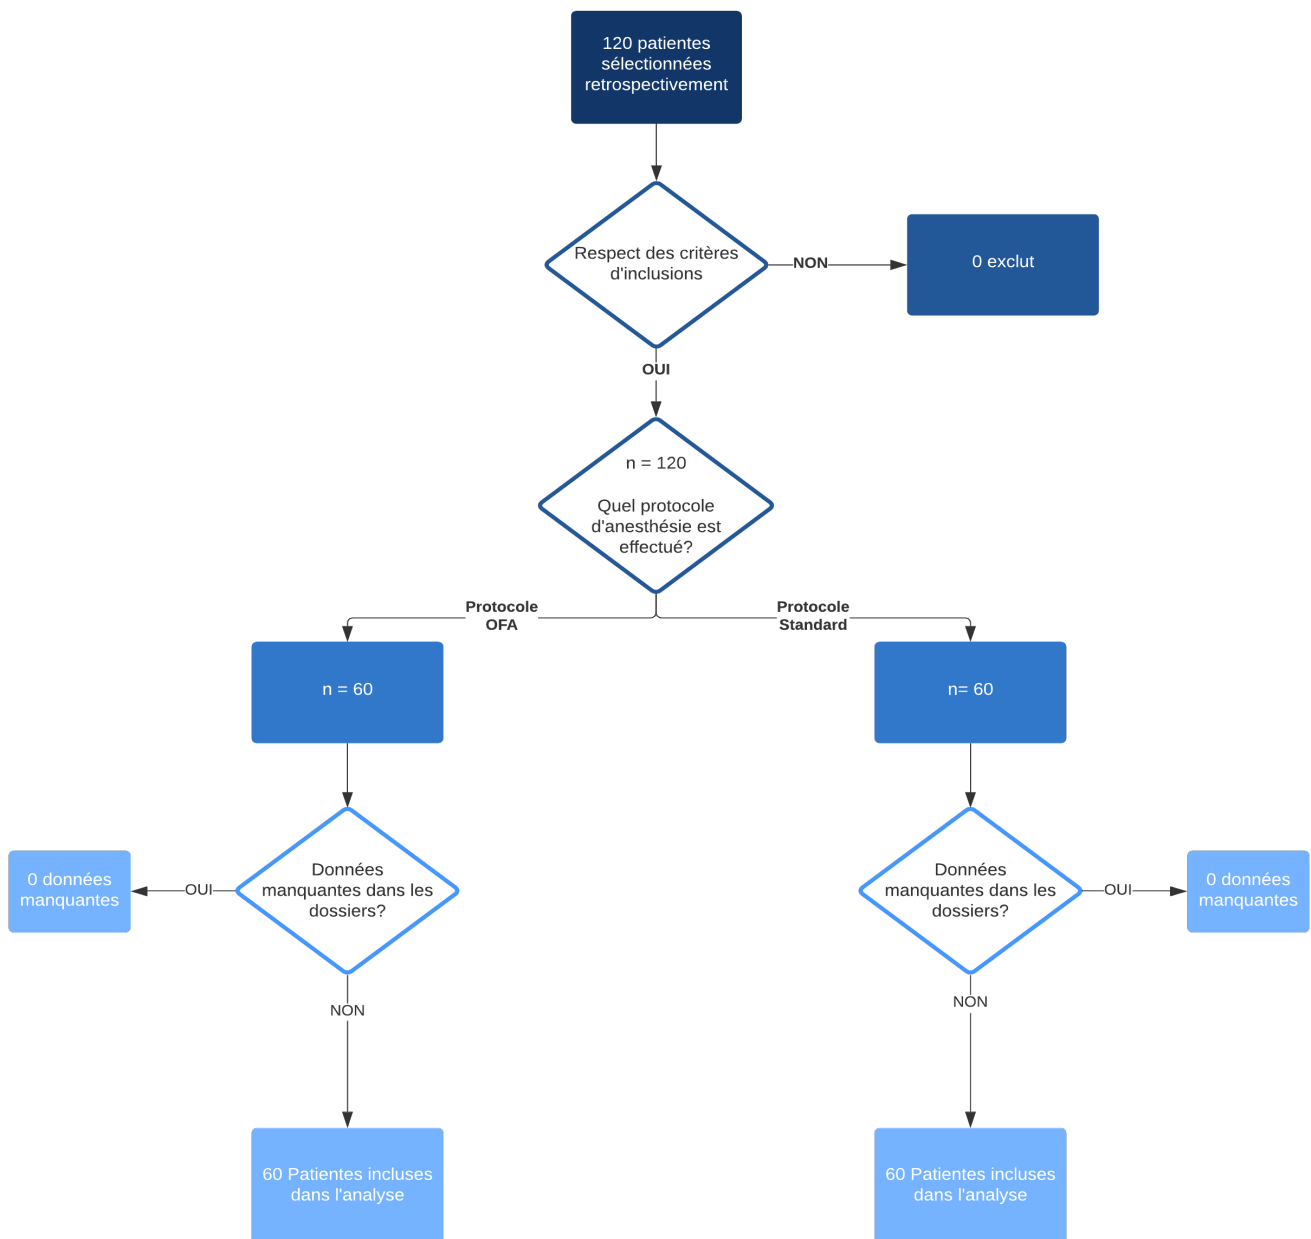 120 patientes
sélectionnées
retrospectivement
Respect des critères
d'inclusions
NON
0 exclut
OUI
n = 120
Quel protocole
d'anesthésie est
effectué?
Protocole
OFA
Protocole
Standard
n = 60
n= 60
0 données
manquantes
OUI
Données
manquantes dans les
dossiers?
Données
manquantes dans les
dossiers?
OUI
0 données
manquantes
NON
NON
60 Patientes incluses
dans l'analyse
60 Patientes incluses
dans l'analyse